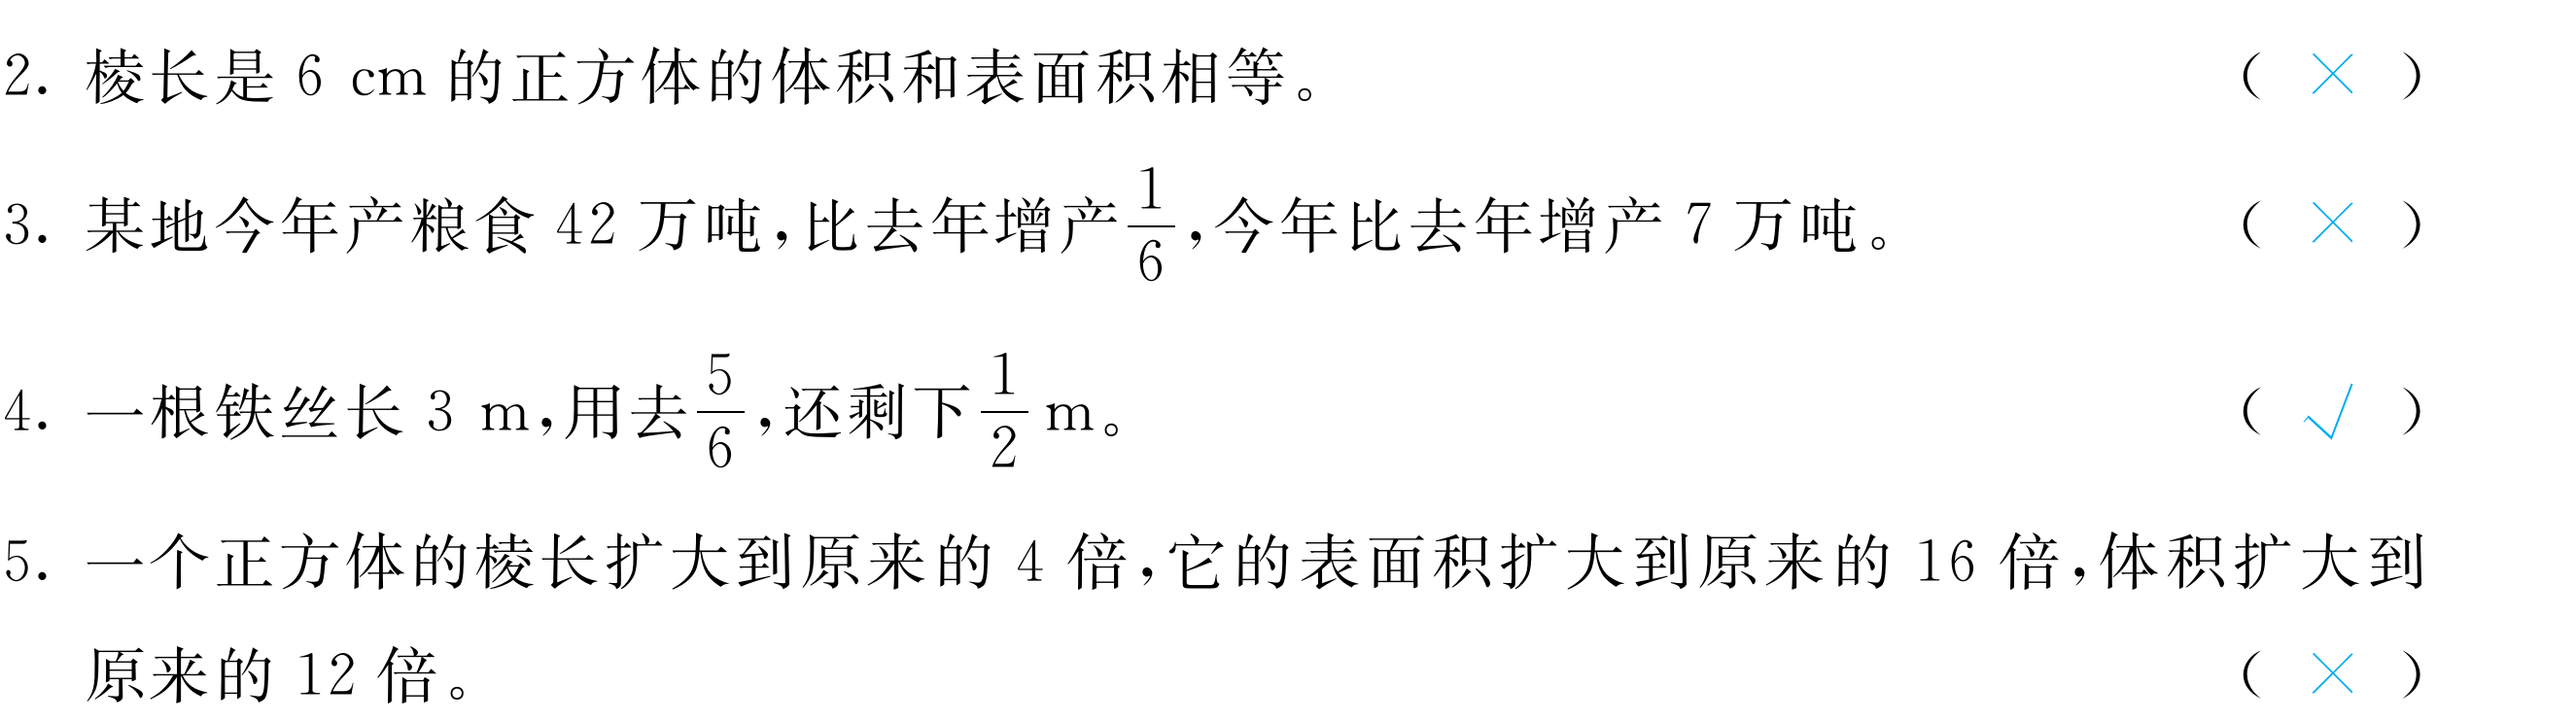 2. 棱长是 6 cm 的正方体的体积和表面积相等。 ( × )
3. 某地今年产粮食 42 万吨,比去年增产1/6,今年比去年增产 7 万吨。 ( × )
4. 一根铁丝长 3 m,用去5/6,还剩下1/2 m。 ( √ )
5. 一个正方体的棱长扩大到原来的 4 倍,它的表面积扩大到原来的 16 倍,体积扩大到
原来的 12 倍。 ( × )